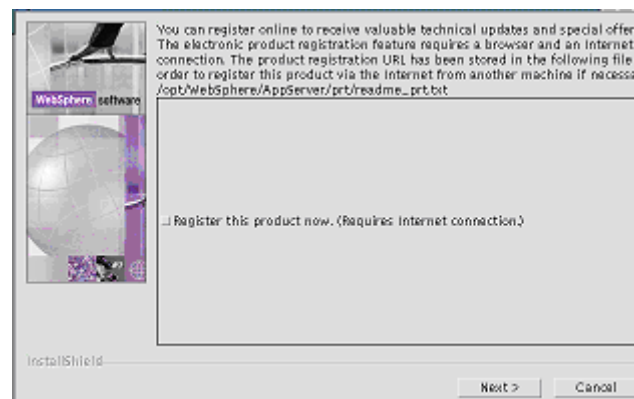 You can register online to receive valuable technical updates and special offer
The electronic product registration feature requires a browser and an Internet
connection. The product registration URL has been stored in the following file
order to register this product via the Internet from another machine if necessa
/opt/WebSphere/AppServer/prt/readme_prt.txt
WebSphere software
Register this product now. (Requires Internet connection.)
InstallShield
Next >
Cancel